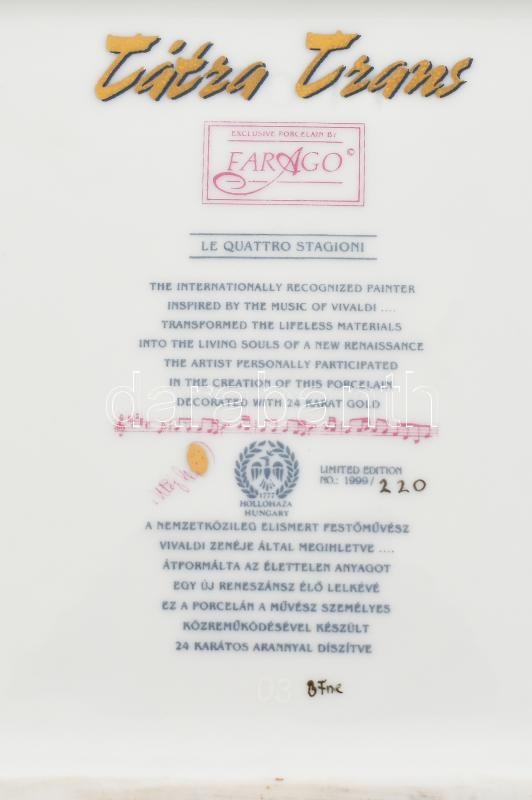 Tátra Trans
EXCLUSIVE PORCELAIN BY
FARAGO ©
LE QUATTRO STAGIONI
THE INTERNATIONALLY RECOGNIZED PAINTER
INSPIRED BY THE MUSIC OF VIVALDI ....
TRANSFORMED THE LIFELESS MATERIALS
INTO THE LIVING SOULS OF A NEW RENAISSANCE
THE ARTIST PERSONALLY PARTICIPATED
IN THE CREATION OF THIS PORCELAIN
DECORATED WITH 24 KARAT GOLD
darabanth
LIMITED EDITION
NO.: 1999/220
1777
HOLLÓHÁZA
HUNGARY
A NEMZETKÖZILEG ELISMERT FESTŐMŰVÉSZ
VIVALDI ZENÉJE ÁLTAL MEGIHLETVE ....
ÁTFORMÁLTA AZ ÉLETTELEN ANYAGOT
EGY ÚJ RENESZÁNSZ ÉLŐ LELKÉVÉ
EZ A PORCELÁN A MŰVÉSZ SZEMÉLYES
KÖZREMŰKÖDÉSÉVEL KÉSZÜLT
24 KARÁTOS ARANNYAL DÍSZÍTVE
03